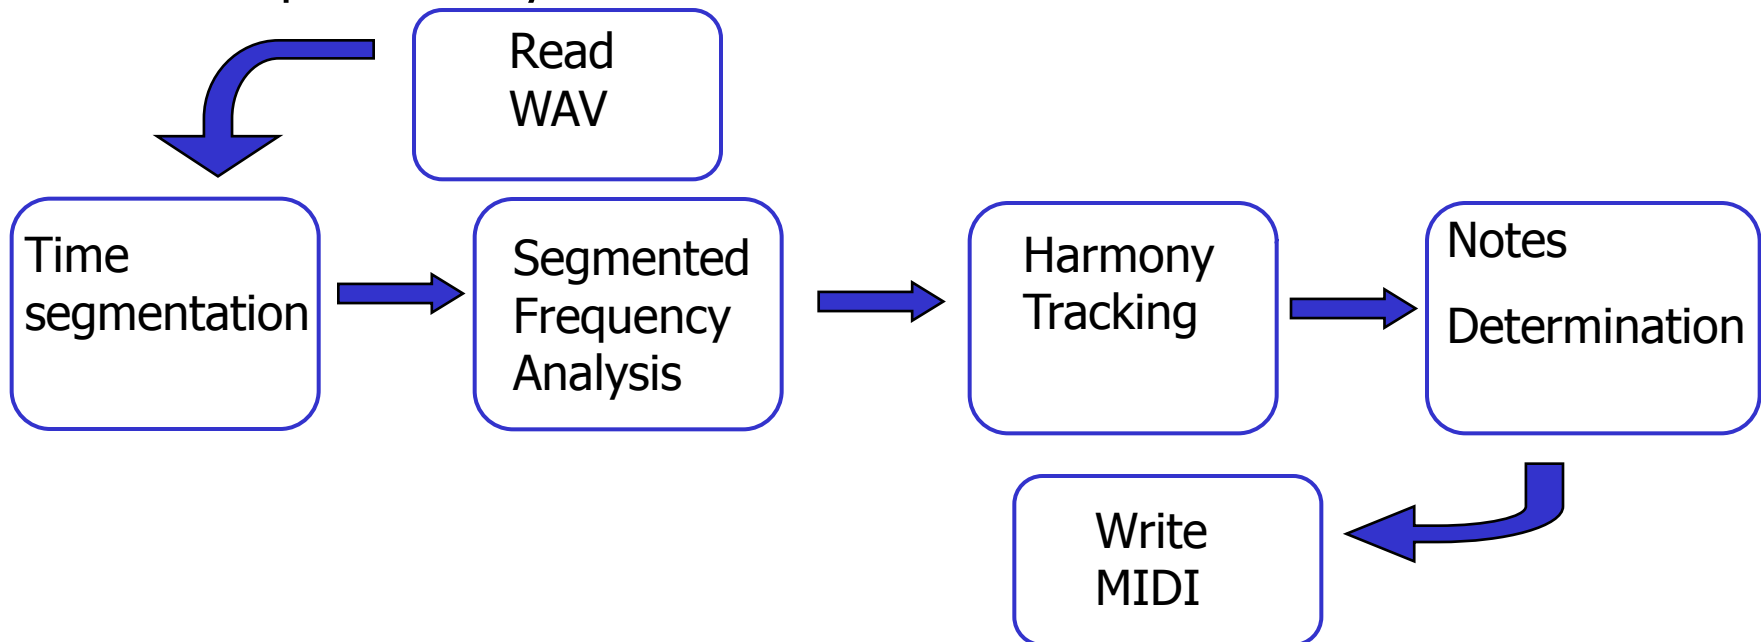 Read
WAV
Time
segmentation
Segmented
Frequency
Analysis
Harmony
Tracking
Notes
Determination
Write
MIDI